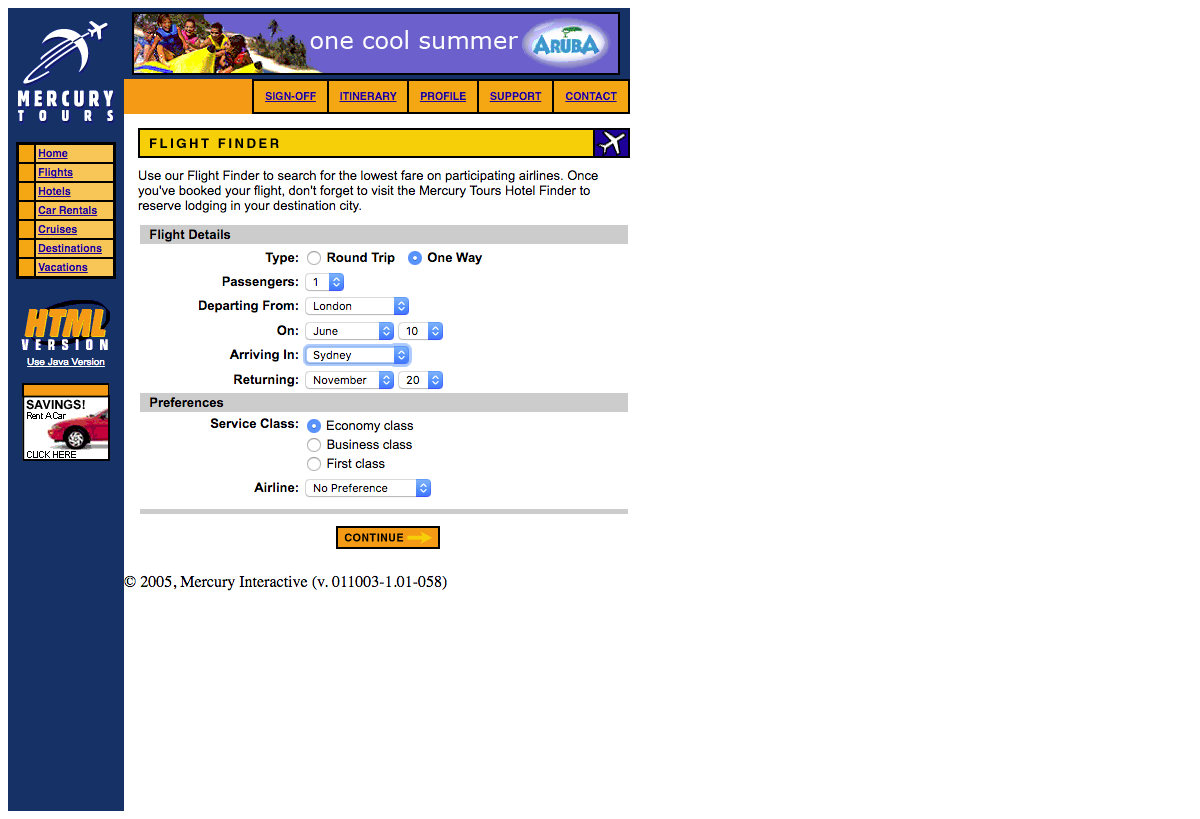 MERCURY
TOURS
one cool summer
ARUBA
SIGN-OFF ITINERARY PROFILE SUPPORT CONTACT
Home
Flights
Hotels
Car Rentals
Cruises
Destinations
Vacations
HTML
VERSION
Use Java Version
SAVINGS!
Rent A Car
CLICK HERE
FLIGHT FINDER
Use our Flight Finder to search for the lowest fare on participating airlines. Once
you've booked your flight, don't forget to visit the Mercury Tours Hotel Finder to
reserve lodging in your destination city.
Flight Details
Type: Round Trip One Way
Passengers: 1
Departing From: London
On: June 10
Arriving In: Sydney
Returning: November 20
Preferences
Service Class: Economy class
Business class
First class
Airline: No Preference
CONTINUE
© 2005, Mercury Interactive (v. 011003-1.01-058)